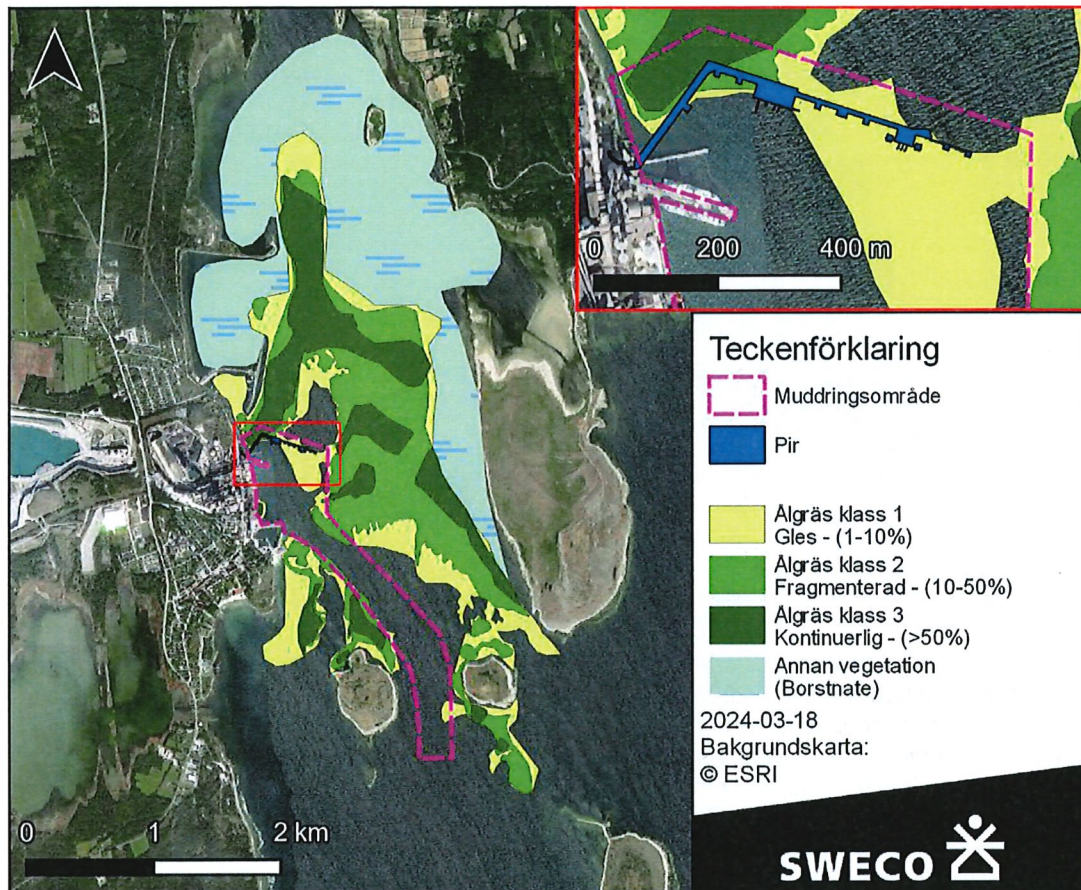 0 200 400 m
Teckenförklaring
Muddringsområde
Pir
Ålgräs klass 1
Gles - (1-10%)
Ålgräs klass 2
Fragmenterad - (10-50%)
Ålgräs klass 3
Kontinuerlig - (>50%)
Annan vegetation
(Borstnate)
2024-03-18
Bakgrundskarta:
© ESRI
0 1 2 km
SWECO